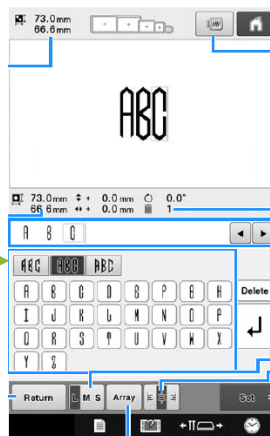 73.0mm
66.6mm
ABC
73.0mm + 0.0mm 0.0°
66.6mm + 0.0mm 1
A B C
ABC ABC ABC
A B C D E F G H
Delete
I J K L M N O P
Q R S T U V W X
Y Z
Return L M S Array Set